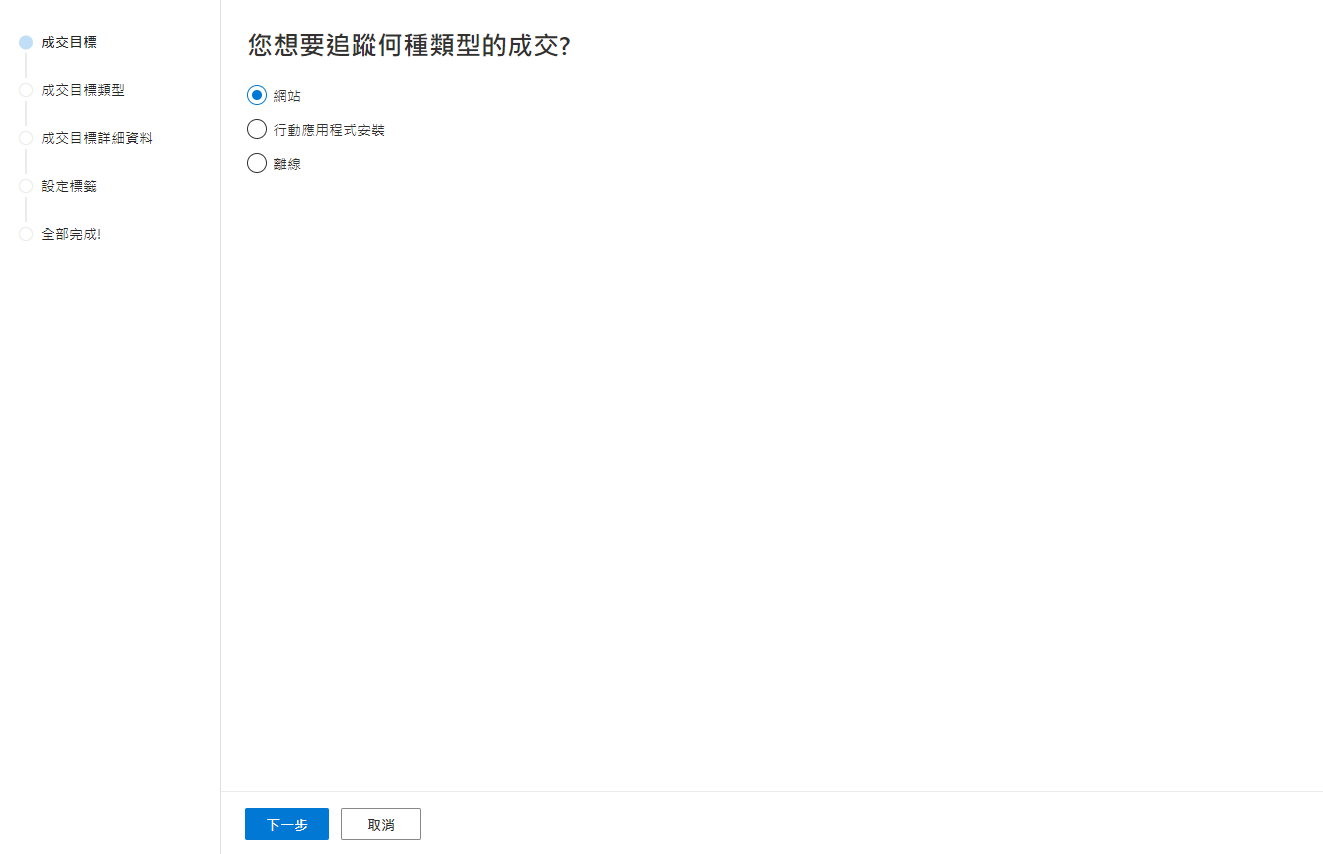 成交目標
成交目標類型
成交目標詳細資料
設定標籤
全部完成!
您想要追蹤何種類型的成交?
網站
行動應用程式安裝
離線
下一步
取消